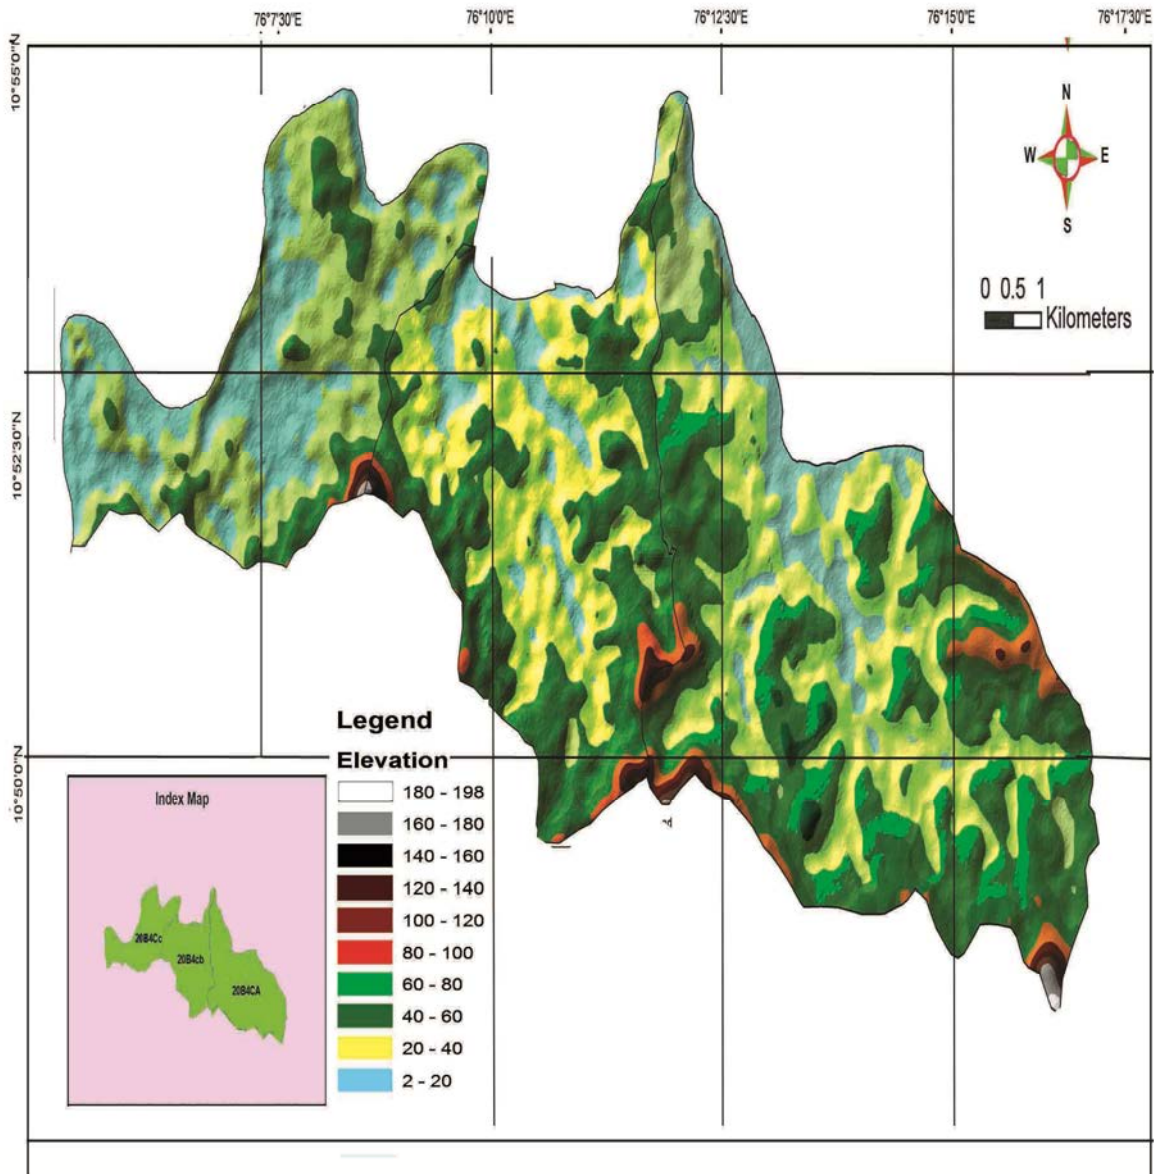 76°7'30"E 76°10'0"E 76°12'30"E 76°15'0"E 76°17'30"E
10°55'0"N
N
W E
S
0 0.5 1
Kilometers
10°52'30"N
10°50'0"N
Legend
Elevation
180 - 198
160 - 180
140 - 160
120 - 140
100 - 120
80 - 100
60 - 80
40 - 60
20 - 40
2 - 20
Index Map
20B4Cc
20B4cb
20B4CA